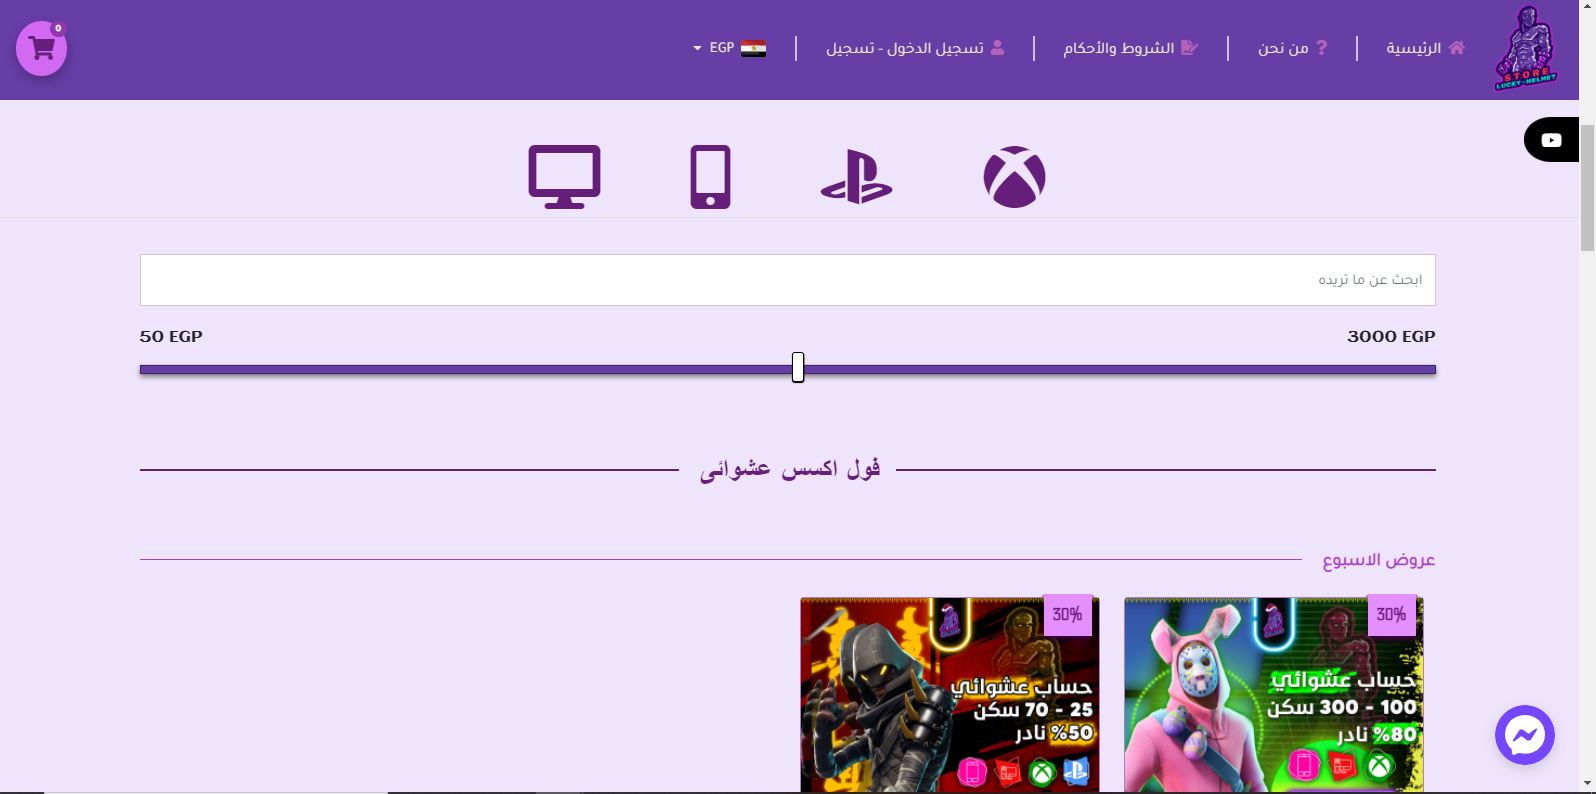 STORE
LUCKY-HELMET
الرئيسية
من نحن
الشروط والأحكام
تسجيل الدخول - تسجيل
EGP
0
ابحث عن ما تريده
3000 EGP
50 EGP
فول اكسس عشوائى
عروض الاسبوع
30%
حساب عشوائي
100 - 300 سكن
80% نادر
30%
حساب عشوائي
25 - 70 سكن
50% نادر